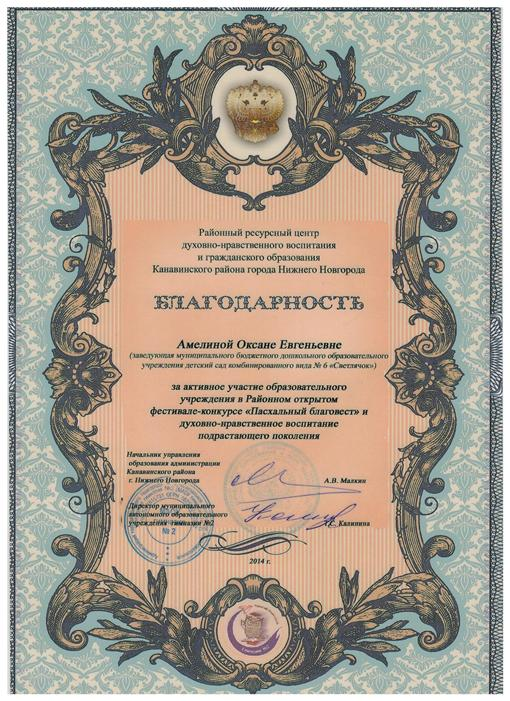 Районный ресурсный центр
духовно-нравственного воспитания
и гражданского образования
Канавинского района города Нижнего Новгорода
БЛАГОДАРНОСТЬ
Амелиной Оксане Евгеньевне
(заведующая муниципального бюджетного дошкольного образовательного
учреждения детский сад комбинированного вида № 6 «Светлячок»)
за активное участие образовательного
учреждения в Районном открытом
фестивале-конкурсе «Пасхальный благовест» и
духовно-нравственное воспитание
подрастающего поколения
Начальник управления
образования администрации
Канавинского района
г. Нижнего Новгорода
А.В. Малкин
Директор муниципального
автономного образовательного
учреждения гимназии №2
Калинина
№ 2
2014 г.